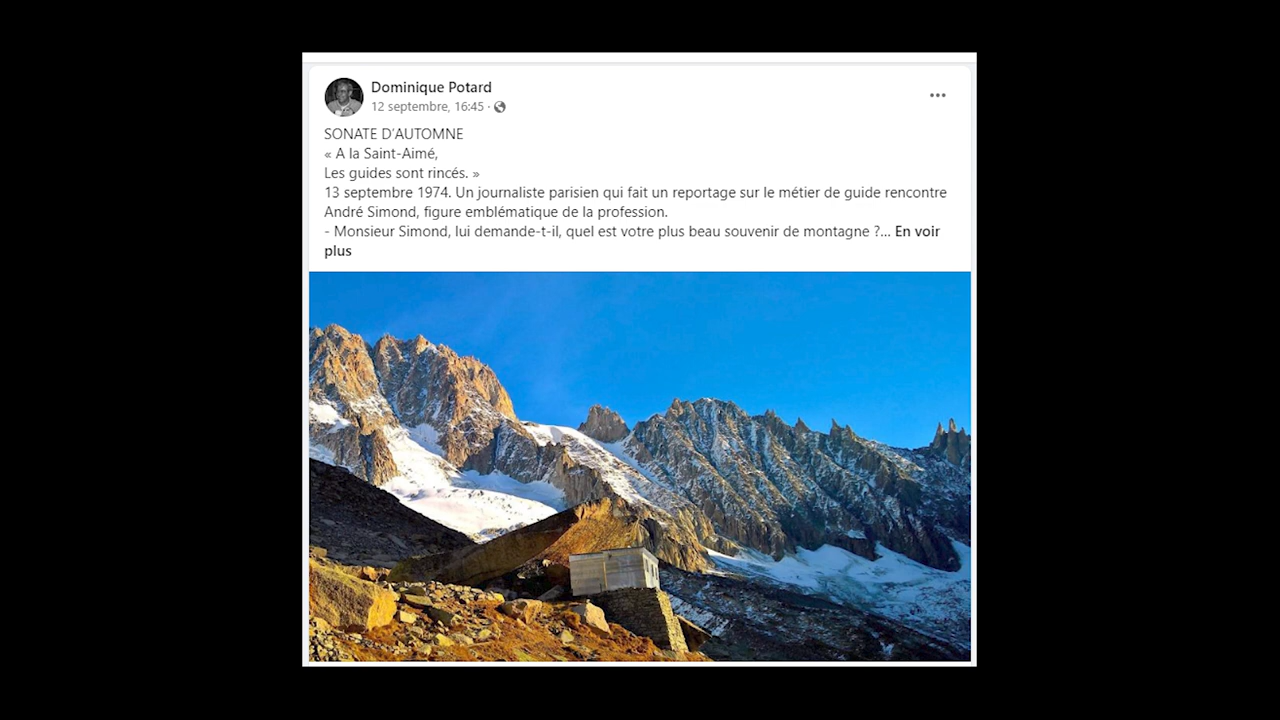 Dominique Potard
12 septembre, 16:45 ·
SONATE D'AUTOMNE
« A la Saint-Aimé,
Les guides sont rincés. »
13 septembre 1974. Un journaliste parisien qui fait un reportage sur le métier de guide rencontre
André Simond, figure emblématique de la profession.
- Monsieur Simond, lui demande-t-il, quel est votre plus beau souvenir de montagne ?... En voir
plus